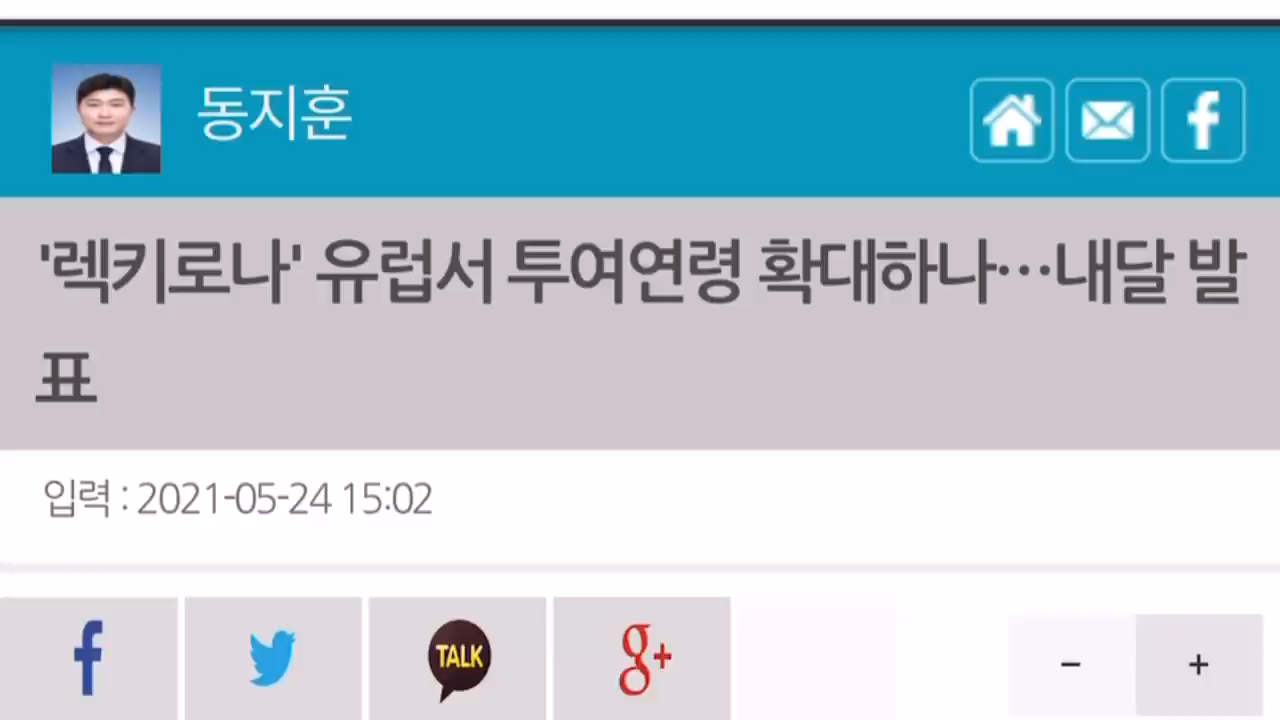 동지훈
'렉키로나' 유럽서 투여연령 확대하나…내달 발
표
입력 : 2021-05-24 15:02
f
f
TALK
g+
− +